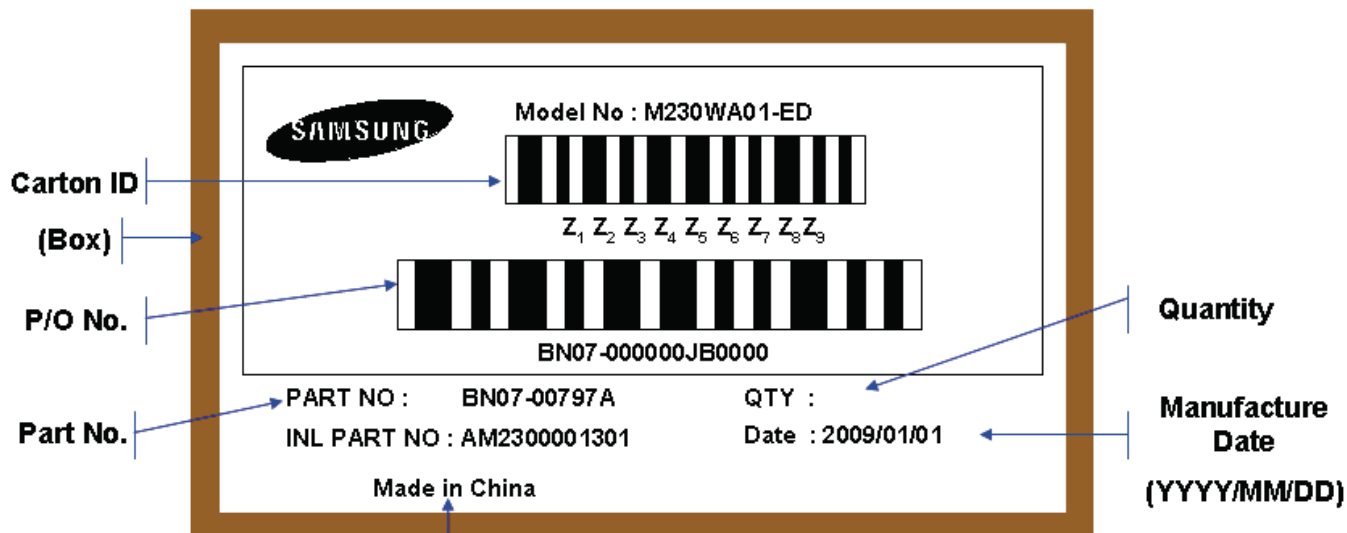 SAMSUNG
Model No : M230WA01-ED
Carton ID
Z1 Z2 Z3 Z4 Z5 Z6 Z7 Z8 Z9
(Box)
P/O No.
Quantity
BN07-000000JB0000
PART NO : BN07-00797A QTY :
Part No.
INL PART NO : AM2300001301 Date : 2009/01/01
Manufacture
Date
(YYYY/MM/DD)
Made in China